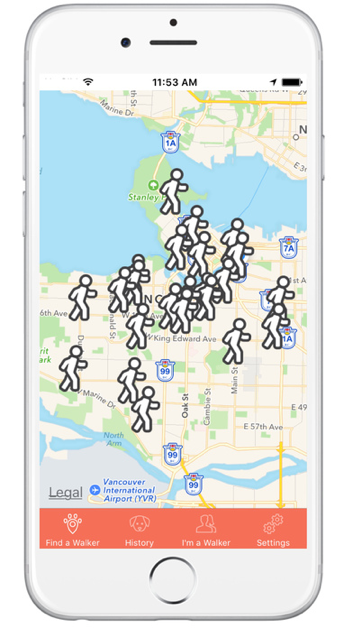 11:53 AM
Marine Dr
1A
Stanley
7A
NC
6th Ave
W King Edward Ave
1A
99
Marine Dr
Oak St
Cambie St
Main St
E 49
E 57th Ave
North
Arm
99
99
Vancouver
International
Airport (YVR)
Legal
Find a Walker
History
I'm a Walker
Settings